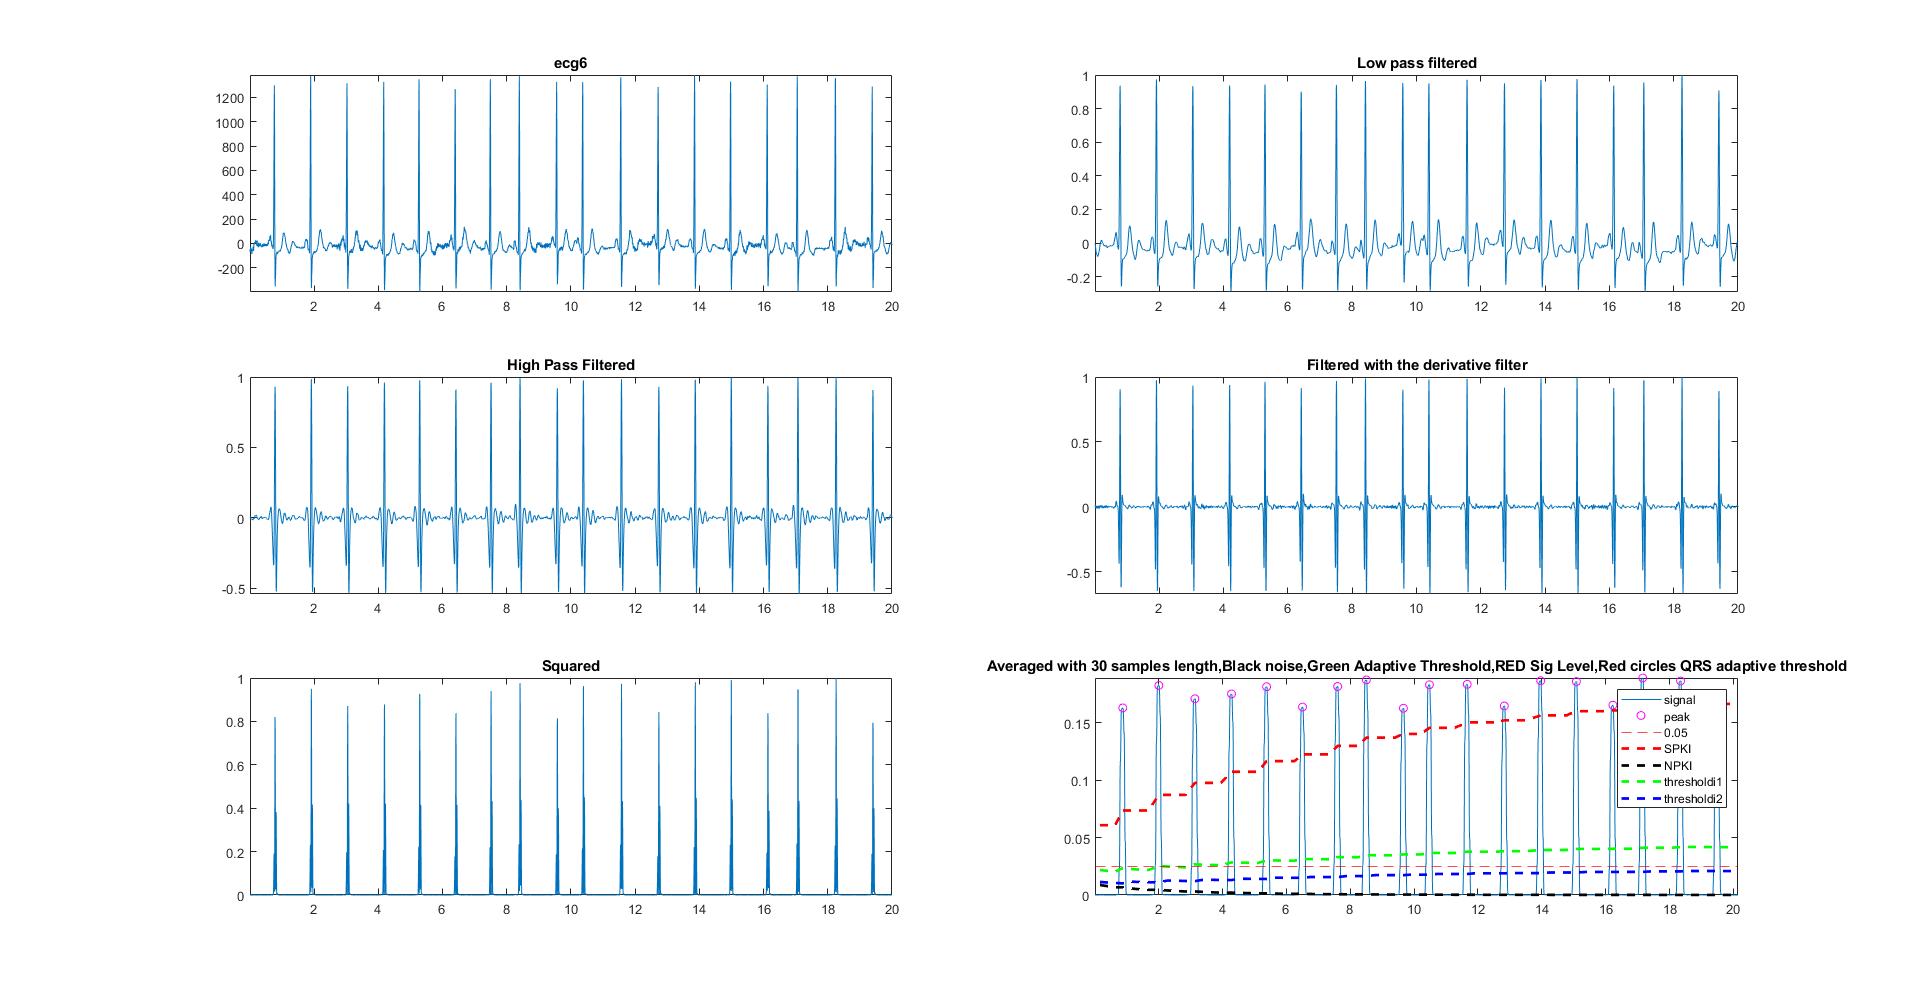 ecg6
1200
1000
800
600
400
200
0
-200
2 4 6 8 10 12 14 16 18 20
Low pass filtered
1
0.8
0.6
0.4
0.2
0
-0.2
2 4 6 8 10 12 14 16 18 20
High Pass Filtered
1
0.5
0
-0.5
2 4 6 8 10 12 14 16 18 20
Filtered with the derivative filter
1
0.5
0
-0.5
2 4 6 8 10 12 14 16 18 20
Squared
1
0.8
0.6
0.4
0.2
0
2 4 6 8 10 12 14 16 18 20
Averaged with 30 samples length,Black noise,Green Adaptive Threshold,RED Sig Level,Red circles QRS adaptive threshold
0.15
0.1
0.05
0
2 4 6 8 10 12 14 16 18 20
signal
peak
0.05
SPKI
NPKI
thresholdi1
thresholdi2